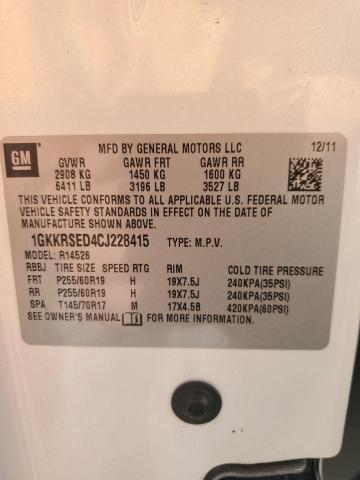 GM
MFD BY GENERAL MOTORS LLC 12/11
GVWR GAWR FRT GAWR RR
2908 KG 1450 KG 1600 KG
6411 LB 3196 LB 3527 LB
THIS VEHICLE CONFORMS TO ALL APPLICABLE U.S. FEDERAL MOTOR
VEHICLE SAFETY STANDARDS IN EFFECT ON THE DATE OF
MANUFACTURE SHOWN ABOVE.
1GKKRSED4CJ228415 TYPE: M.P.V.
MODEL: R14526
RBBJ TIRE SIZE SPEED RTG RIM COLD TIRE PRESSURE
FRT P255/60R19 H 19X7.5J 240KPA(35PSI)
RR P255/60R19 H 19X7.5J 240KPA(35PSI)
SPA T145/70R17 M 17X4.5B 420KPA(60PSI)
SEE OWNER'S MANUAL FOR MORE INFORMATION.